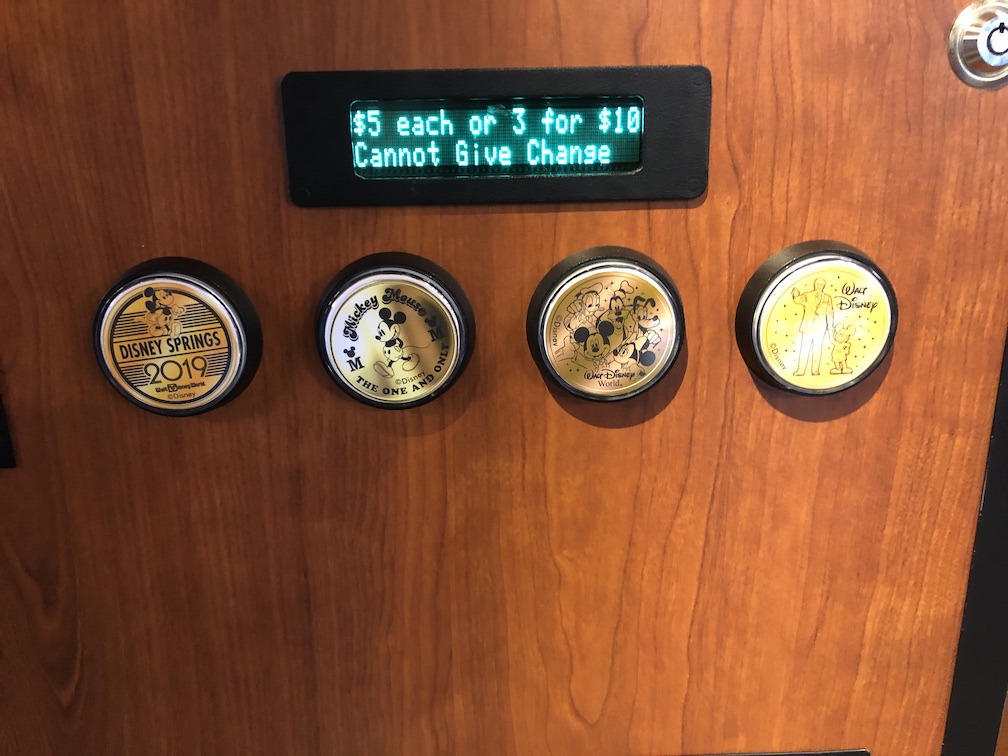 $5 each or 3 for $10
Cannot Give Change
DISNEY SPRINGS
2019
Walt Disney World
©Disney
Mr. Mickey Mouse
©Disney
THE ONE AND ONLY
©Disney
WALT DISNEY
World®
WALT
DISNEY
©Disney